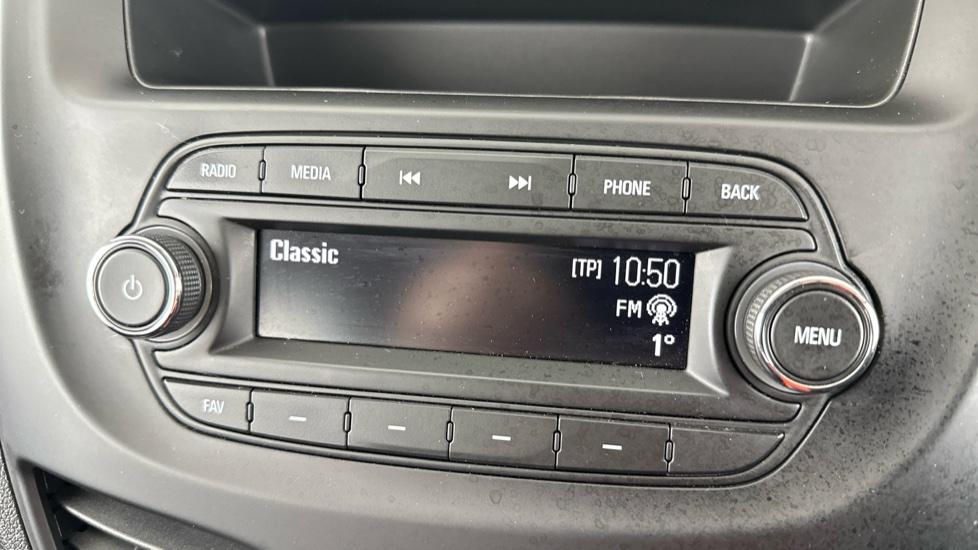 RADIO
MEDIA
PHONE
BACK
Classic
[TP] 10:50
FM
1°
MENU
FAV